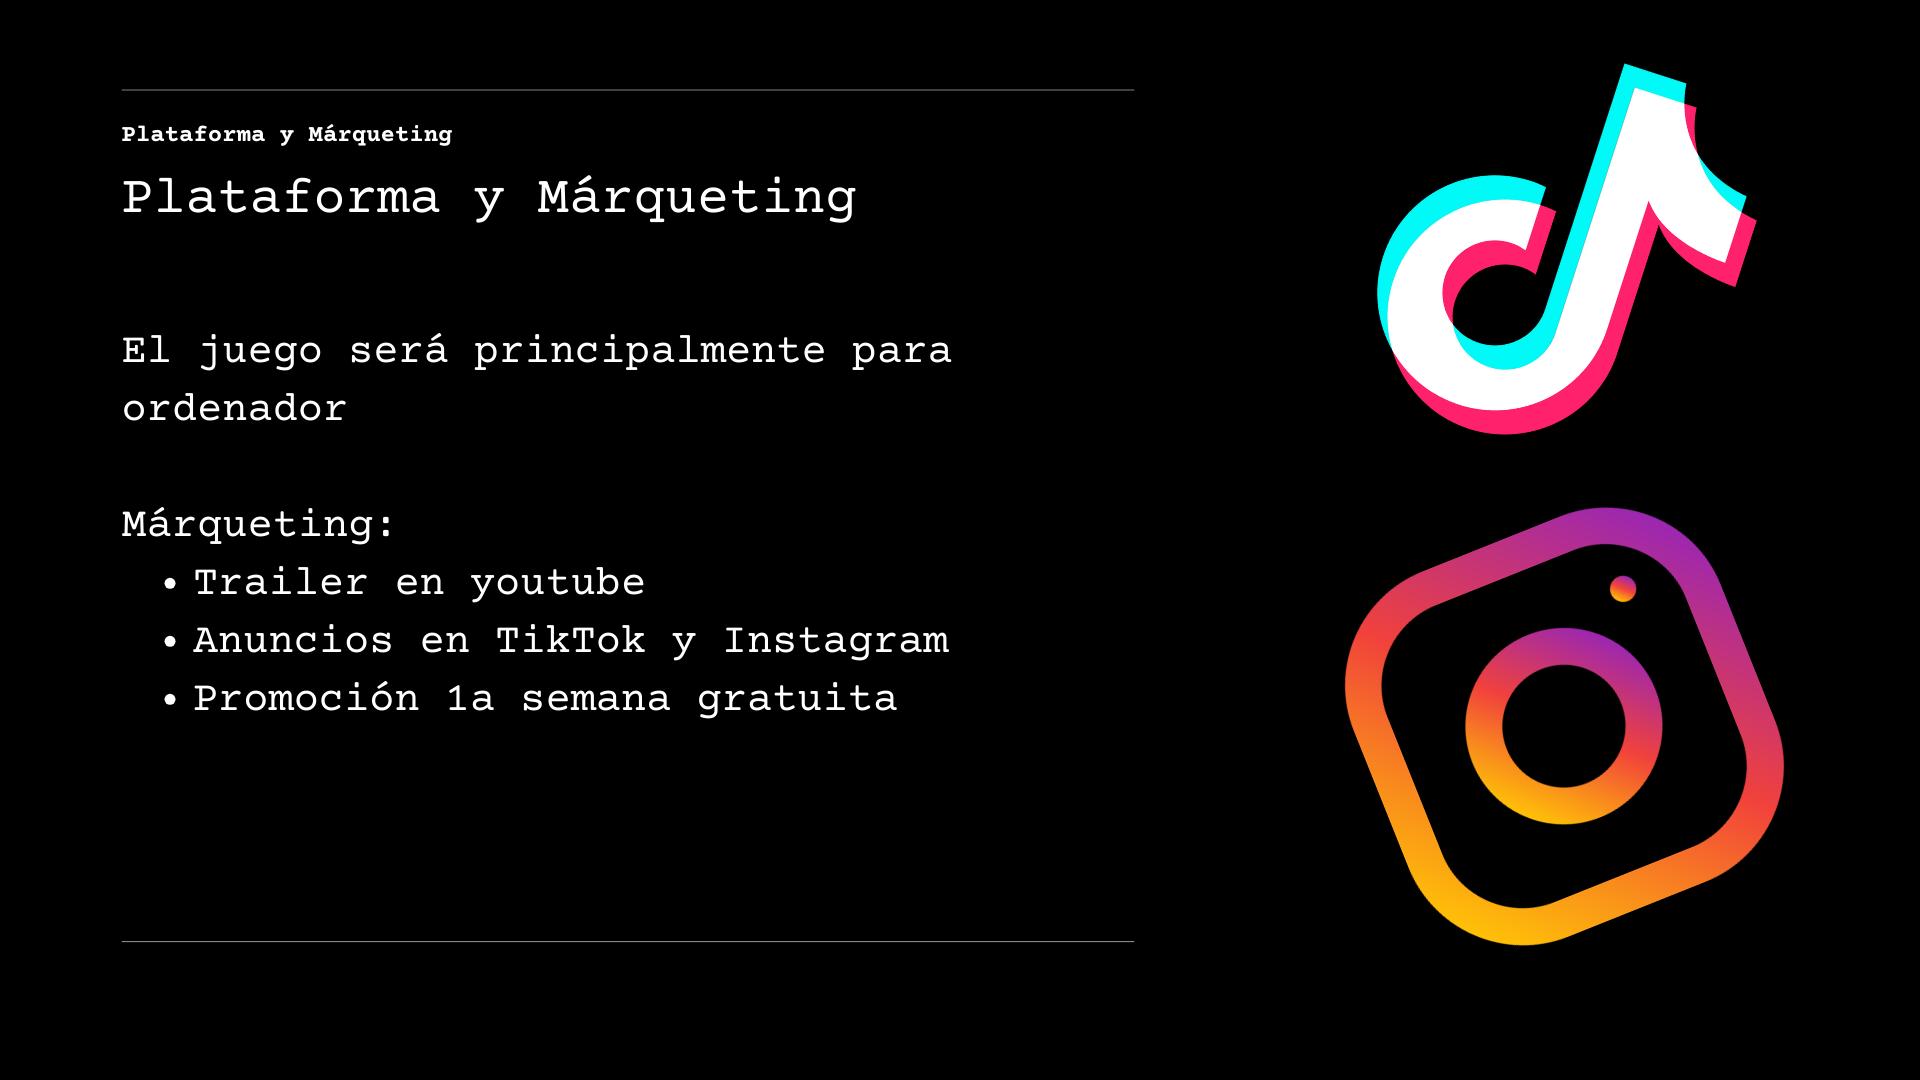 Plataforma y Márqueting
Plataforma y Márqueting
El juego será principalmente para
ordenador
Márqueting:
• Trailer en youtube
• Anuncios en TikTok y Instagram
• Promoción 1a semana gratuita